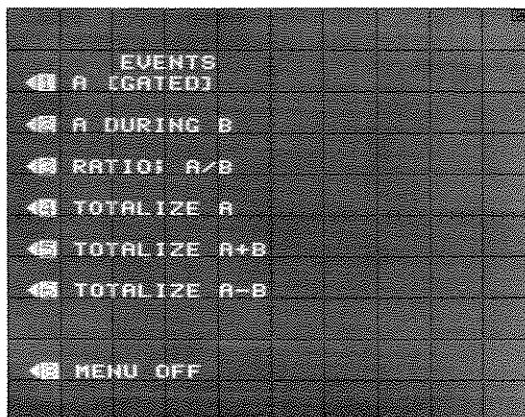 EVENTS
A [GATED]
A DURING B
RATIO: A/B
TOTALIZE A
TOTALIZE A+B
TOTALIZE A-B
MENU OFF